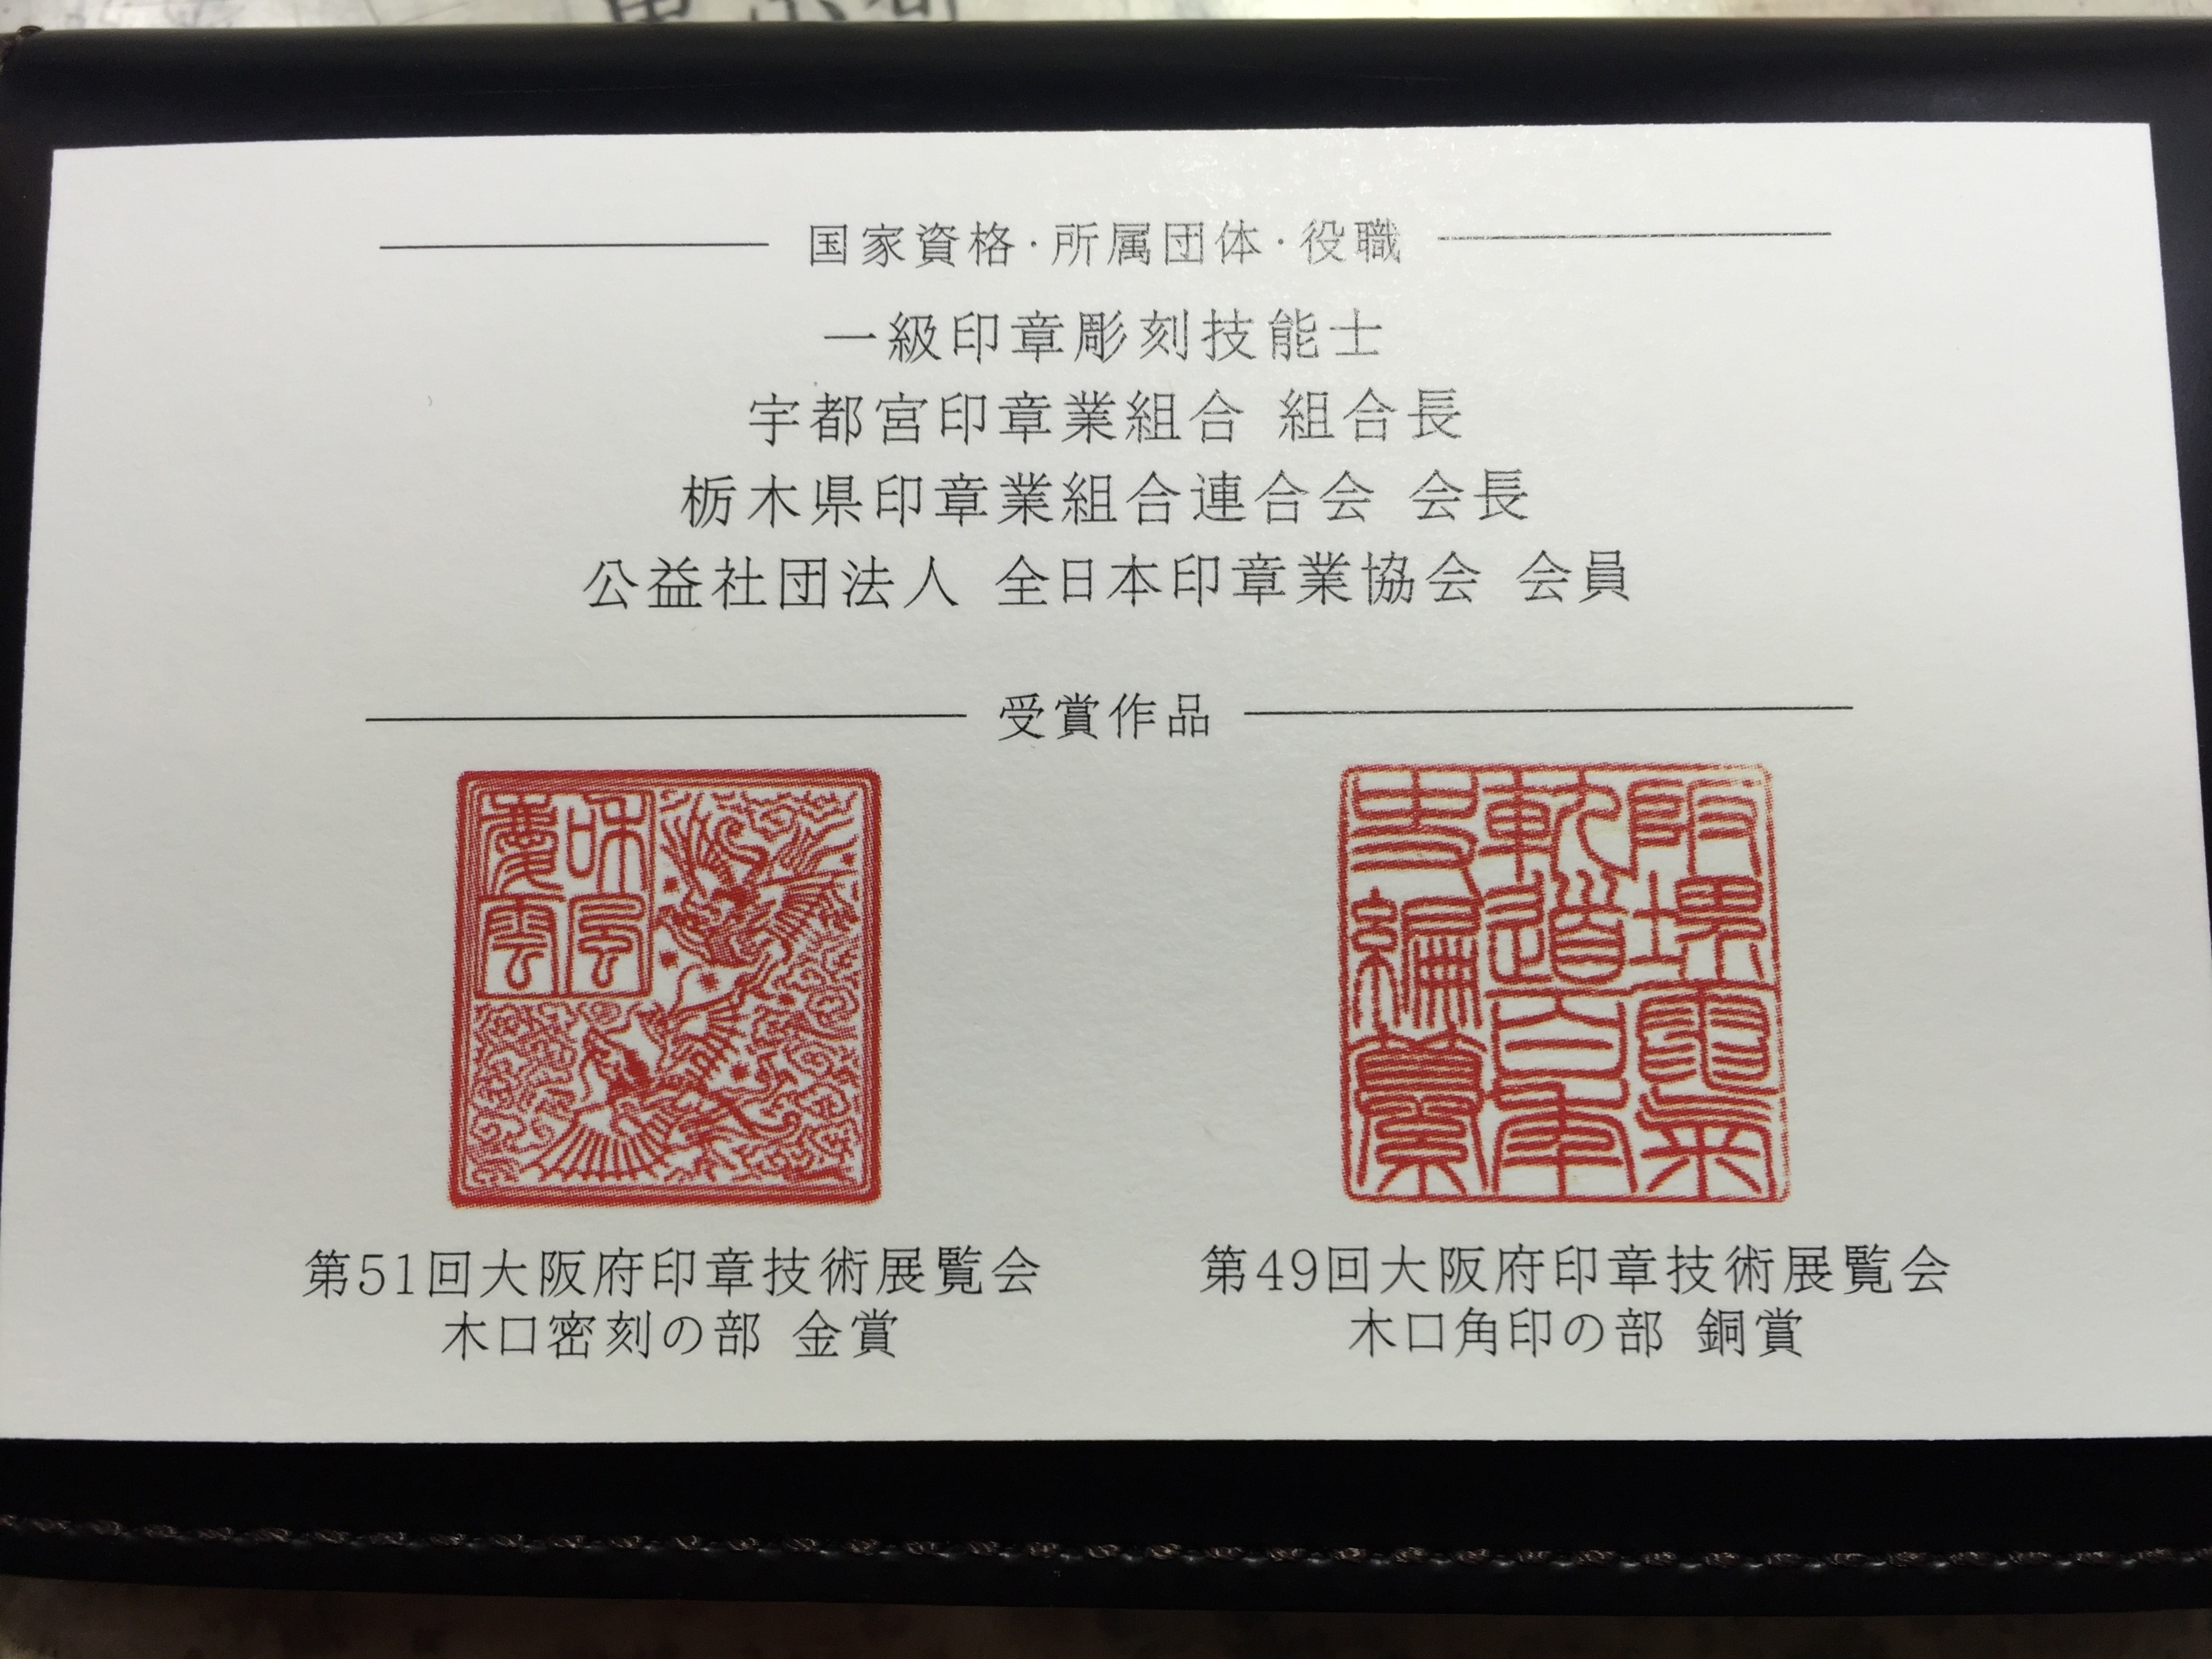 国家資格・所属団体・役職
一級印章彫刻技能士
宇都宮印章業組合 組合長
栃木県印章業組合連合会 会長
公益社団法人 全日本印章業協会 会員
受賞作品
第51回大阪府印章技術展覧会
木口密刻の部 金賞
第49回大阪府印章技術展覧会
木口角印の部 銅賞